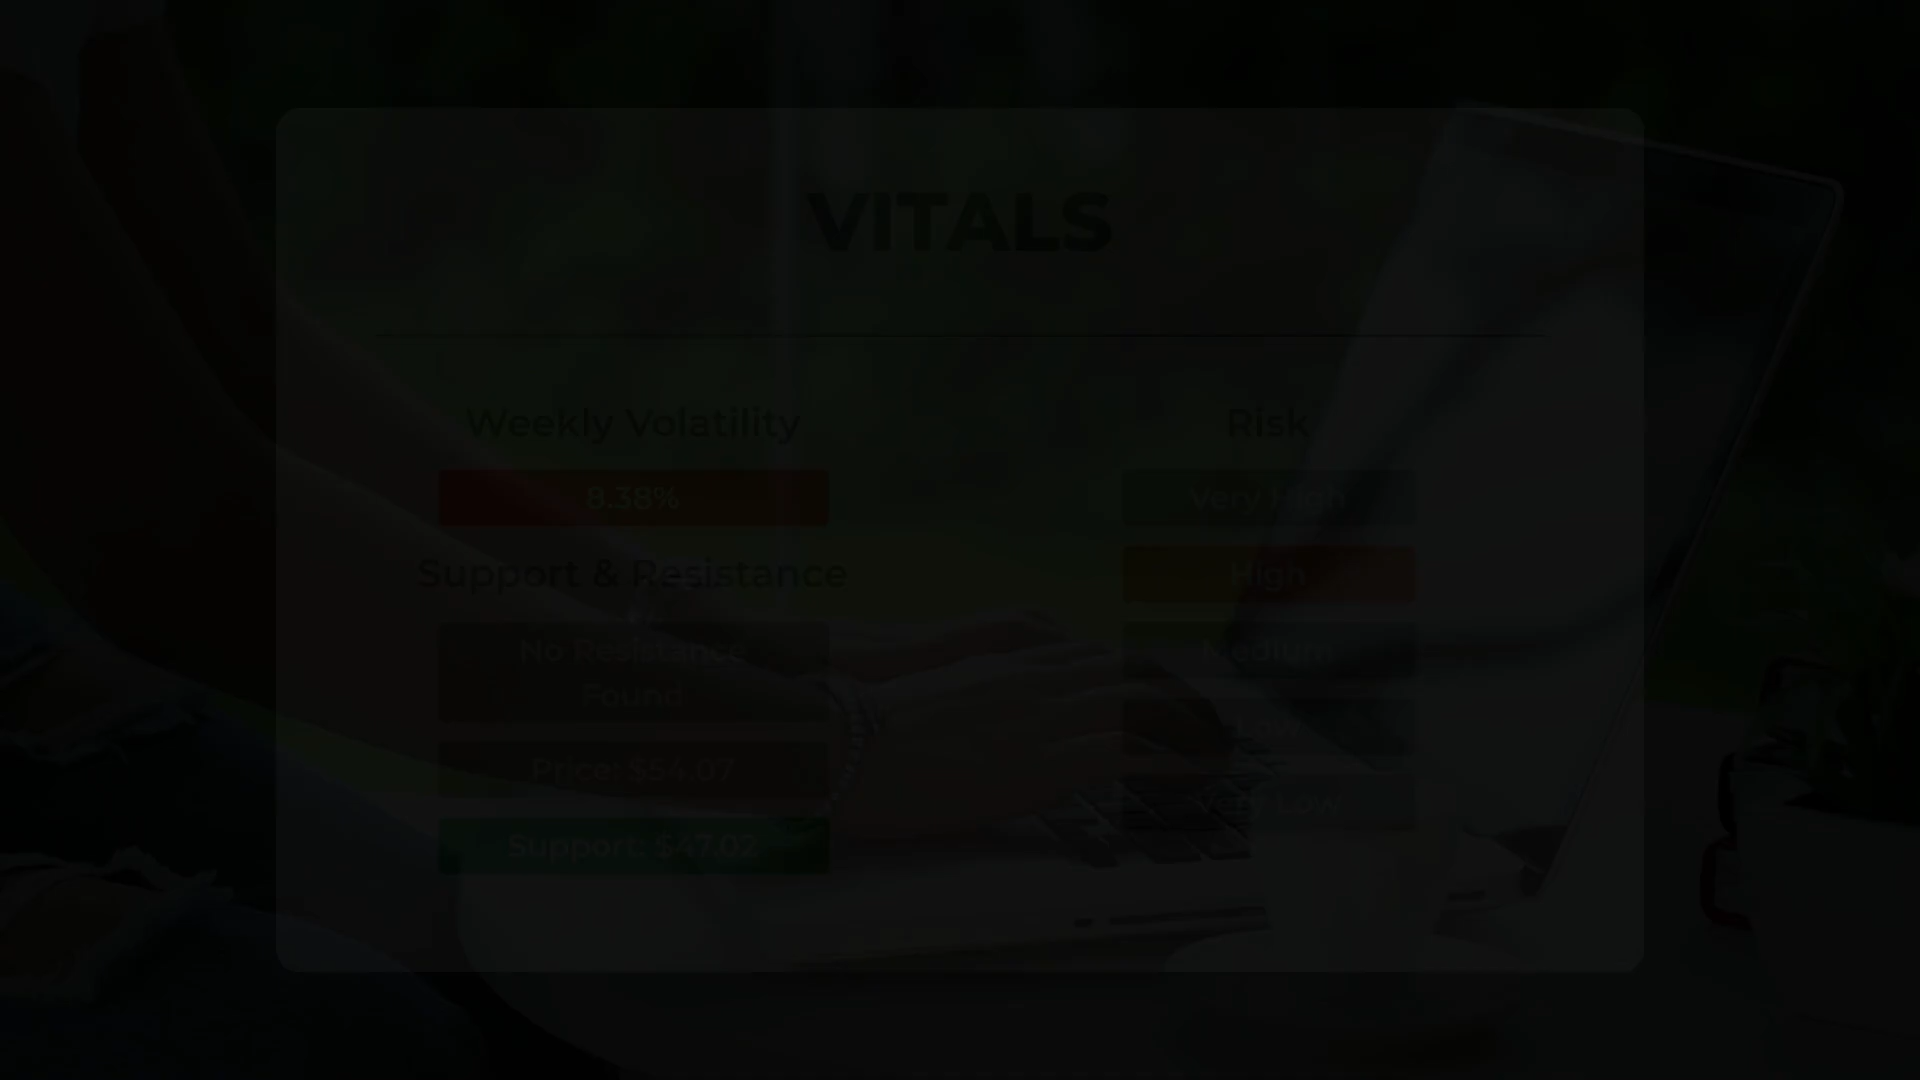 VITALS
Weekly Volatility
8.38%
Support & Resistance
No Resistance
Found
Price: $54.07
Support: $47.02
Risk
Very High
High
Medium
Low
Very Low